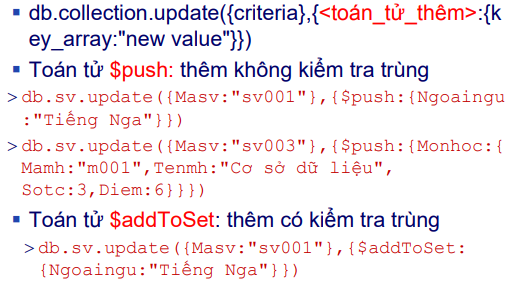 ▪ db.collection.update({criteria},{<toán_tử_thêm>:{k
ey_array:"new value"}})
▪ Toán tử $push: thêm không kiểm tra trùng
>db.sv.update({Masv:"sv001"},{$push:{Ngoaingu
:"Tiếng Nga"}})
>db.sv.update({Masv:"sv003"},{$push:{Monhoc:{
Mamh:"m001",Tenmh:"Cơ sở dữ liệu",
Sotc:3,Diem:6}}})
▪ Toán tử $addToSet: thêm có kiểm tra trùng
>db.sv.update({Masv:"sv001"},{$addToSet:
{Ngoaingu:"Tiếng Nga"}})